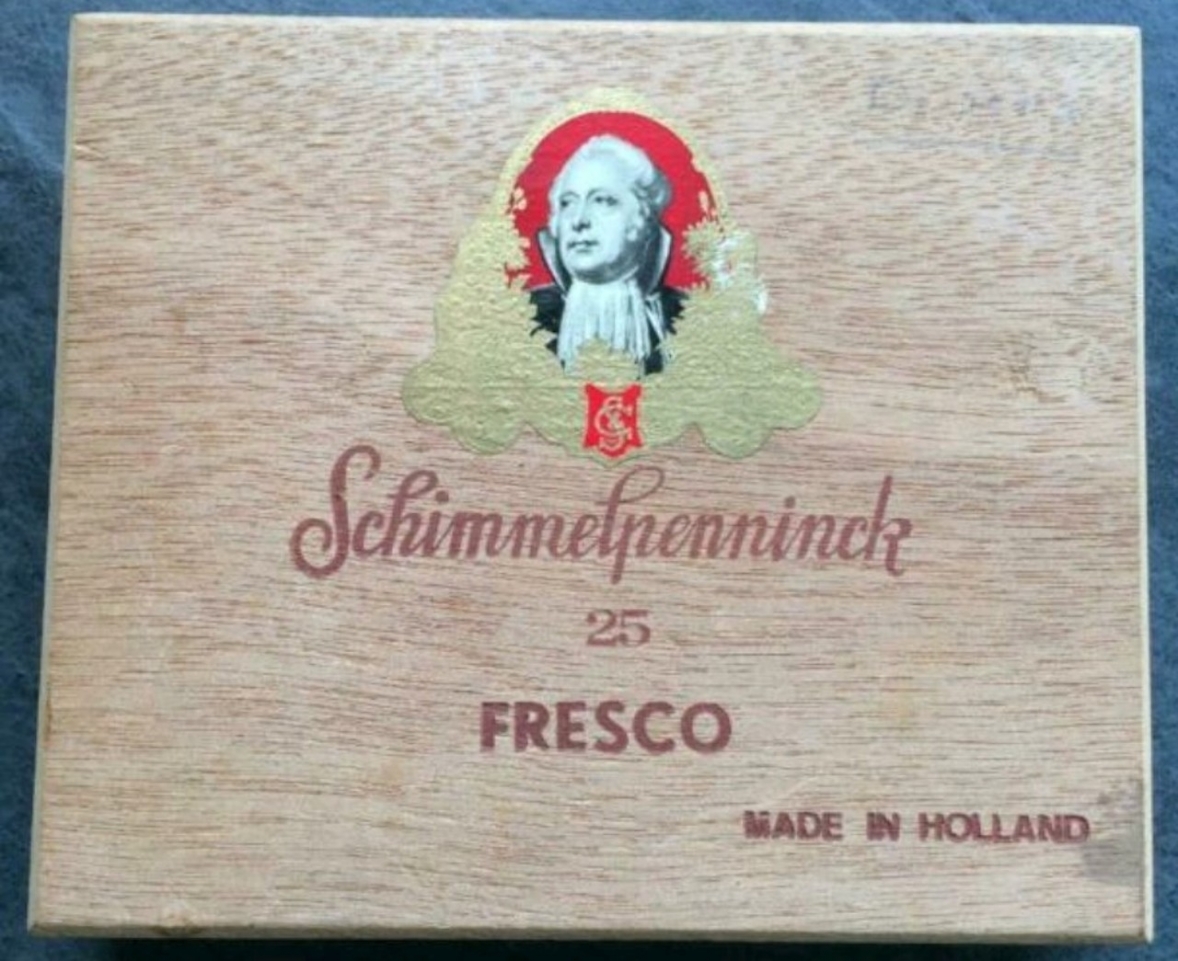 Schimmelpenninck
25
FRESCO
MADE IN HOLLAND